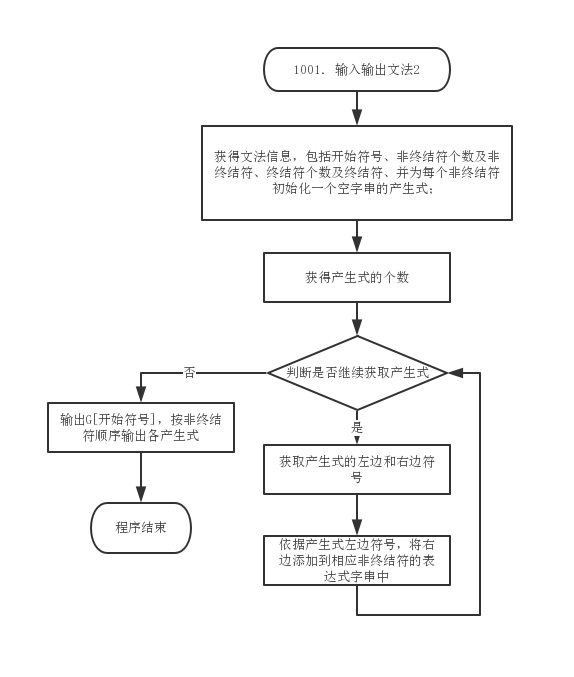 1001. 输入输出文法2
获得文法信息，包括开始符号、非终结符个数及非
终结符、终结符个数及终结符、并为每个非终结符
初始化一个空字串的产生式；
获得产生式的个数
判断是否继续获取产生式
否
是
输出G[开始符号]，按非终结
符顺序输出各产生式
获取产生式的左边和右边符
号
程序结束
依据产生式左边符号，将右
边添加到相应非终结符的表
达式字串中